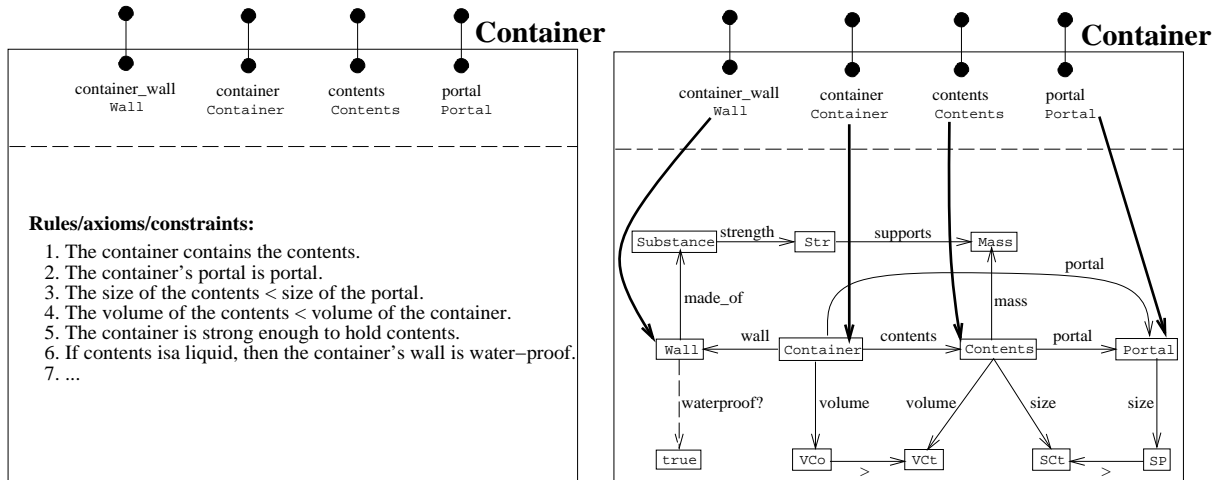 Container
container_wall
Wall
container
Container
contents
Contents
portal
Portal
Rules/axioms/constraints:
1. The container contains the contents.
2. The container's portal is portal.
3. The size of the contents < size of the portal.
4. The volume of the contents < volume of the container.
5. The container is strong enough to hold contents.
6. If contents isa liquid, then the container's wall is water−proof.
7. ...
Container
container_wall
Wall
container
Container
contents
Contents
portal
Portal
Substance
strength
Str
supports
Mass
portal
made_of
mass
Wall
wall
Container
contents
Contents
portal
Portal
waterproof?
volume
volume
size
size
true
VCo
>
VCt
SCt
>
SP